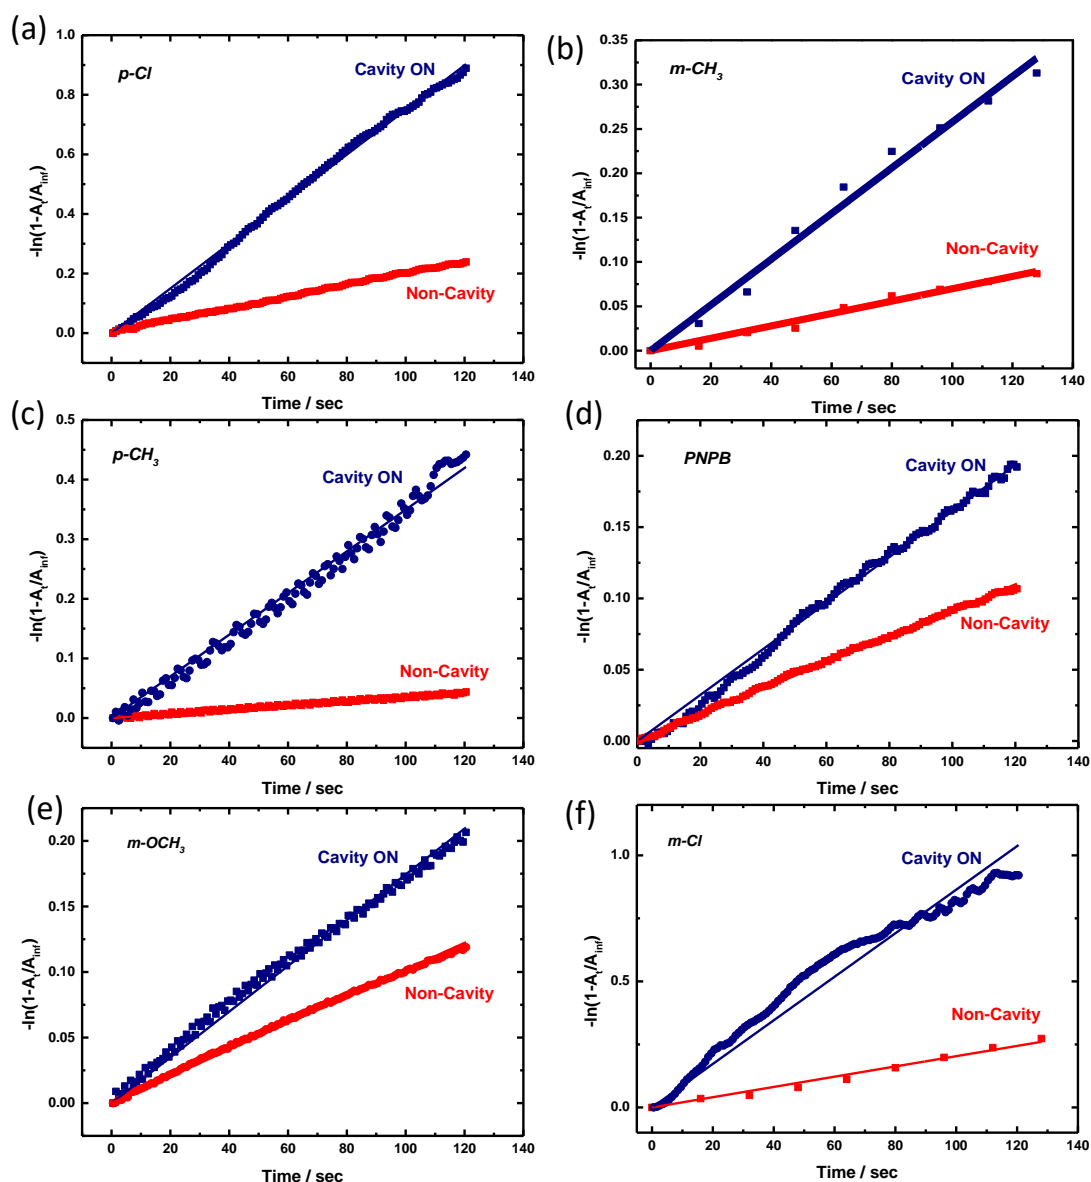 (a)
p-Cl
Cavity ON
Non-Cavity
-ln(1-At/Ainf)
1.0
0.8
0.6
0.4
0.2
0.0
0 20 40 60 80 100 120 140
Time / sec
(b)
m-CH3
Cavity ON
Non-Cavity
-ln(1-At/Ainf)
0.35
0.30
0.25
0.20
0.15
0.10
0.05
0.00
0 20 40 60 80 100 120 140
Time / sec
(c)
p-CH3
Cavity ON
Non-Cavity
-ln(1-At/Ainf)
0.5
0.4
0.3
0.2
0.1
0.0
0 20 40 60 80 100 120 140
Time / sec
(d)
PNPB
Cavity ON
Non-Cavity
-ln(1-At/Ainf)
0.20
0.15
0.10
0.05
0.00
0 20 40 60 80 100 120 140
Time / sec
(e)
m-OCH3
Cavity ON
Non-Cavity
-ln(1-At/Ainf)
0.20
0.15
0.10
0.05
0.00
0 20 40 60 80 100 120 140
Time / sec
(f)
m-Cl
Cavity ON
Non-Cavity
-ln(1-At/Ainf)
1.0
0.5
0.0
0 20 40 60 80 100 120 140
Time / sec